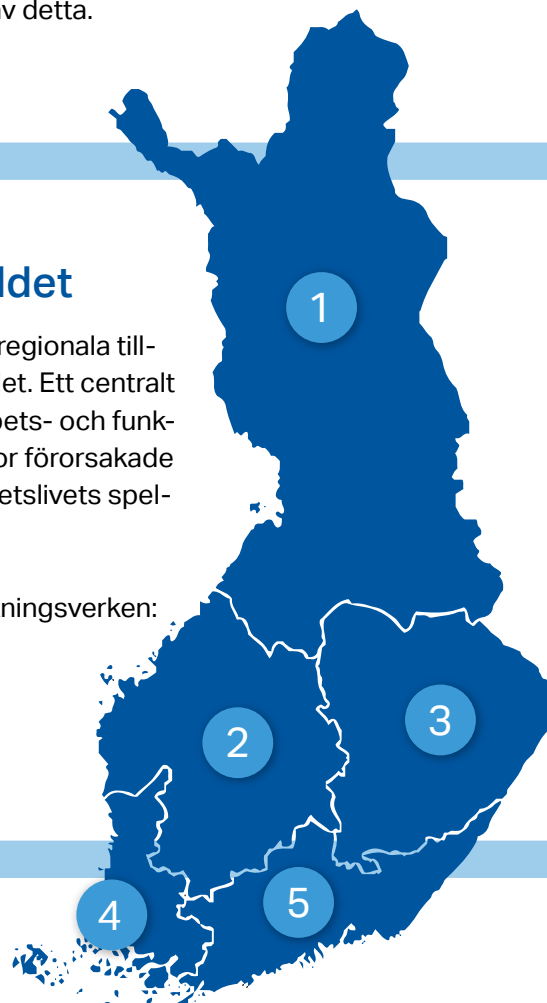 v detta.
ldet
regionala till-
et. Ett centralt
pets- och funk-
or förorsakade
etslivets spel-
ningsverken:
1
2
3
4
5